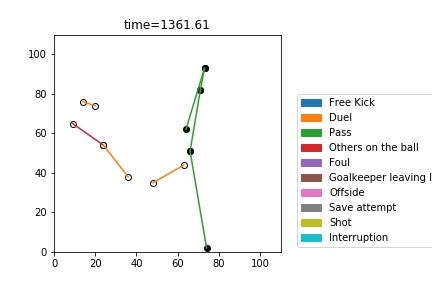 time=1361.61
100
80
60
40
20
0
0 20 40 60 80 100
Free Kick
Duel
Pass
Others on the ball
Foul
Goalkeeper leaving l
Offside
Save attempt
Shot
Interruption